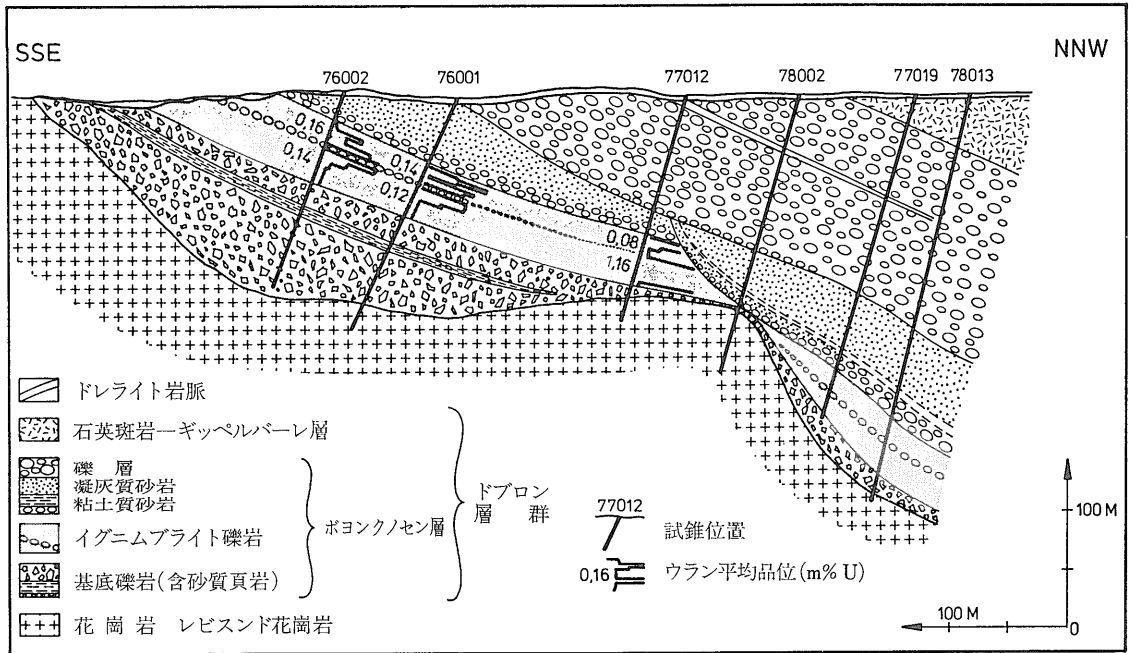 SSE
NNW
76002
76001
77012
78002
77019
78013
0,16
0,14
0,14
0,12
0,08
1,16
ドレライト岩脈
石英斑岩ーギッペルバーレ層
礫 層
凝灰質砂岩
粘土質砂岩
イグニムブライト礫岩
基底礫岩(含砂質頁岩)
花崗岩 レビスンド花崗岩
ボヨンクノセン層
ドブロン
層 群
77012
試錐位置
0,16
ウラン平均品位(m% U)
100 M
0
100 M